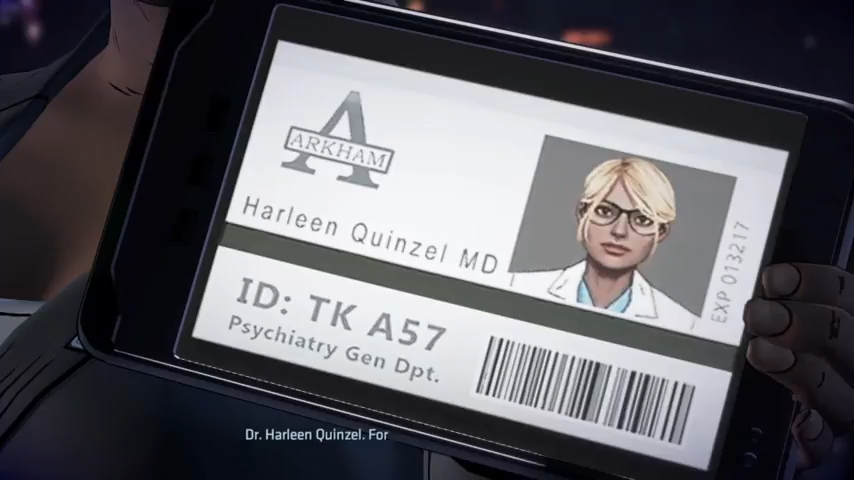 ARKHAM
Harleen Quinzel MD
EXP 013217
ID: TK A57
Psychiatry Gen Dpt.
Dr. Harleen Quinzel. For